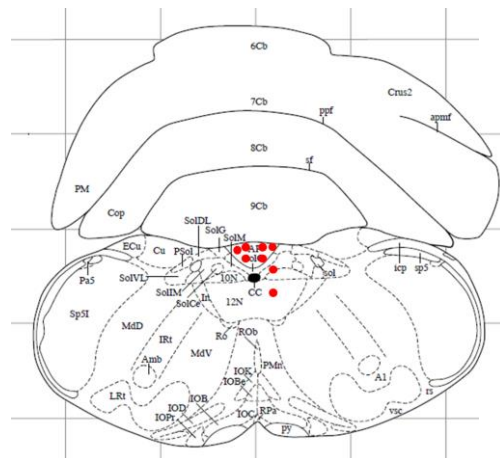 6Cb
Crus2
7Cb
ppf
apmf
8Cb
sf
PM
9Cb
Cop
SolDL
SolG
SolM
ECu
Cu
PSol
AP
Sol
SolVL
10N
sol
icp
sp5
Pa5
SolIM
SolCe
In
CC
12N
Sp5I
MdD
IRt
Ro
ROb
Amb
MdV
PMn
IOK
IOBe
A1
LRt
IOB
IOD
IOPr
IOC
RPa
py
rs
vsc